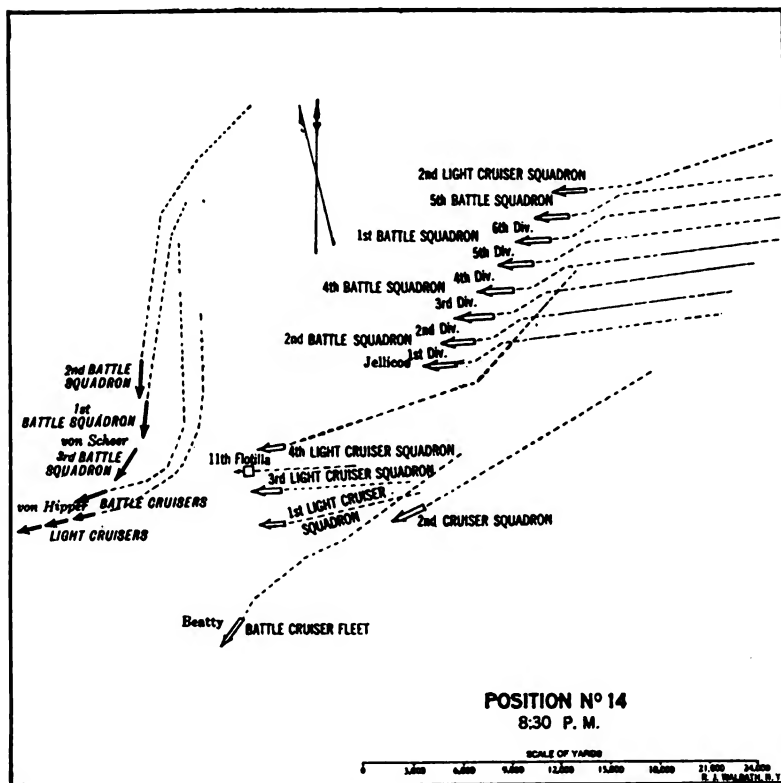 2nd LIGHT CRUISER SQUADRON
5th BATTLE SQUADRON
6th Div.
1st BATTLE SQUADRON
5th Div.
4th Div.
4th BATTLE SQUADRON
3rd Div.
2nd Div.
2nd BATTLE SQUADRON
1st Div.
Jellicoe
2nd BATTLE
SQUADRON
1st
BATTLE SQUADRON
von Scheer
3rd BATTLE
SQUADRON
von Hipper
BATTLE CRUISERS
LIGHT CRUISERS
4th LIGHT CRUISER SQUADRON
11th Flotilla
3rd LIGHT CRUISER SQUADRON
1st LIGHT CRUISER
SQUADRON
2nd CRUISER SQUADRON
Beatty
BATTLE CRUISER FLEET
POSITION Nº 14
8:30 P. M.
SCALE OF YARDS
0 3,000 6,000 9,000 12,000 15,000 18,000 21,000 24,000